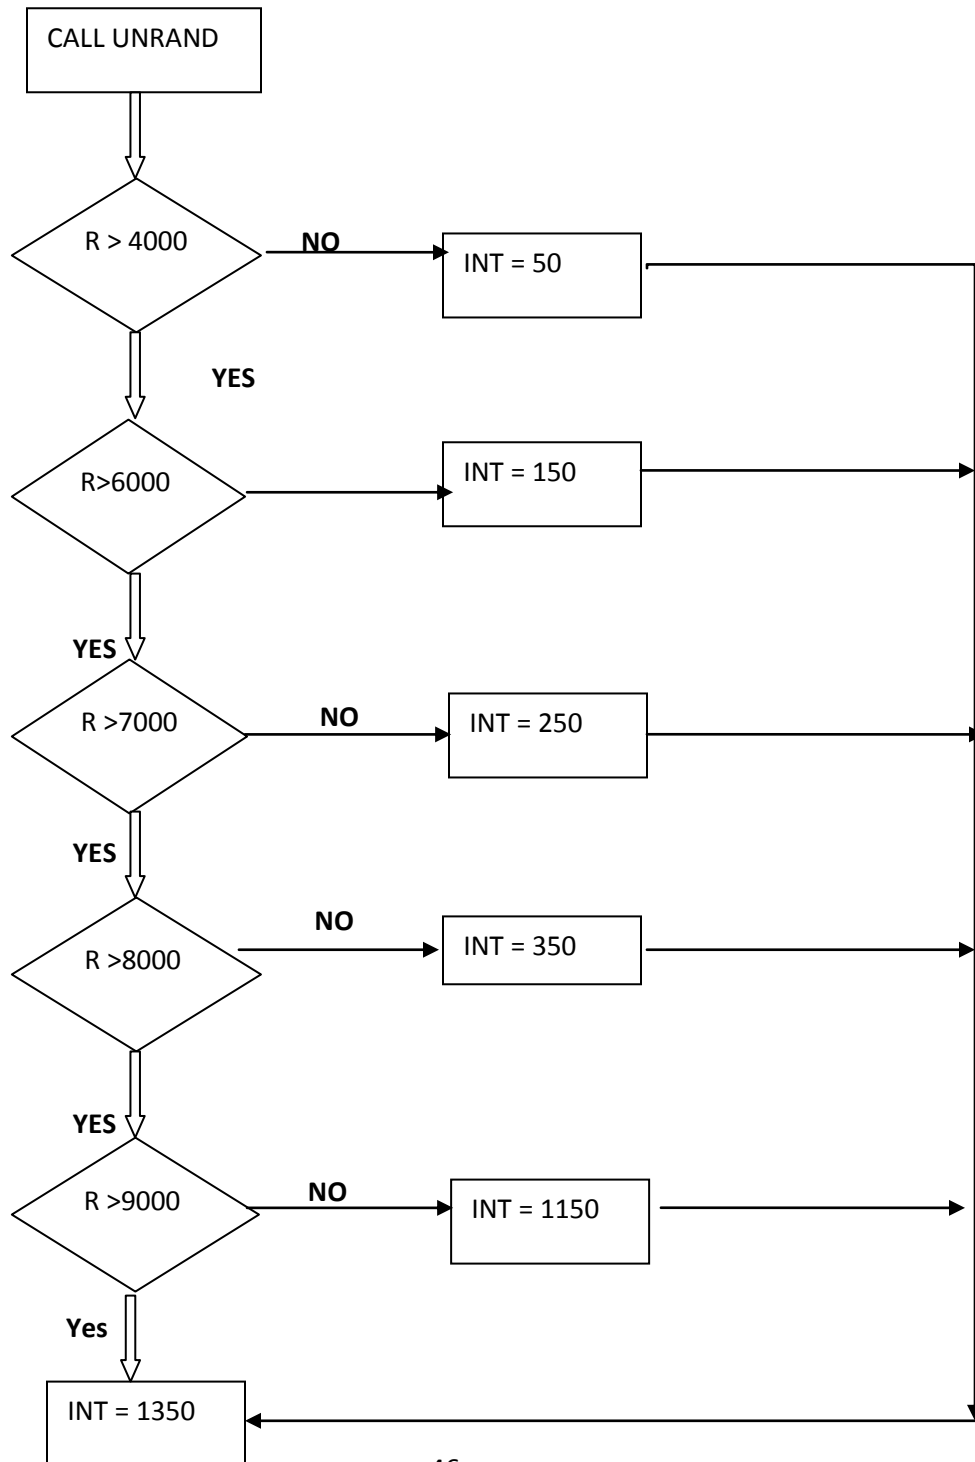 CALL UNRAND
R > 4000
NO
INT = 50
YES
R>6000
INT = 150
YES
R >7000
NO
INT = 250
YES
R >8000
NO
INT = 350
YES
R >9000
NO
INT = 1150
Yes
INT = 1350